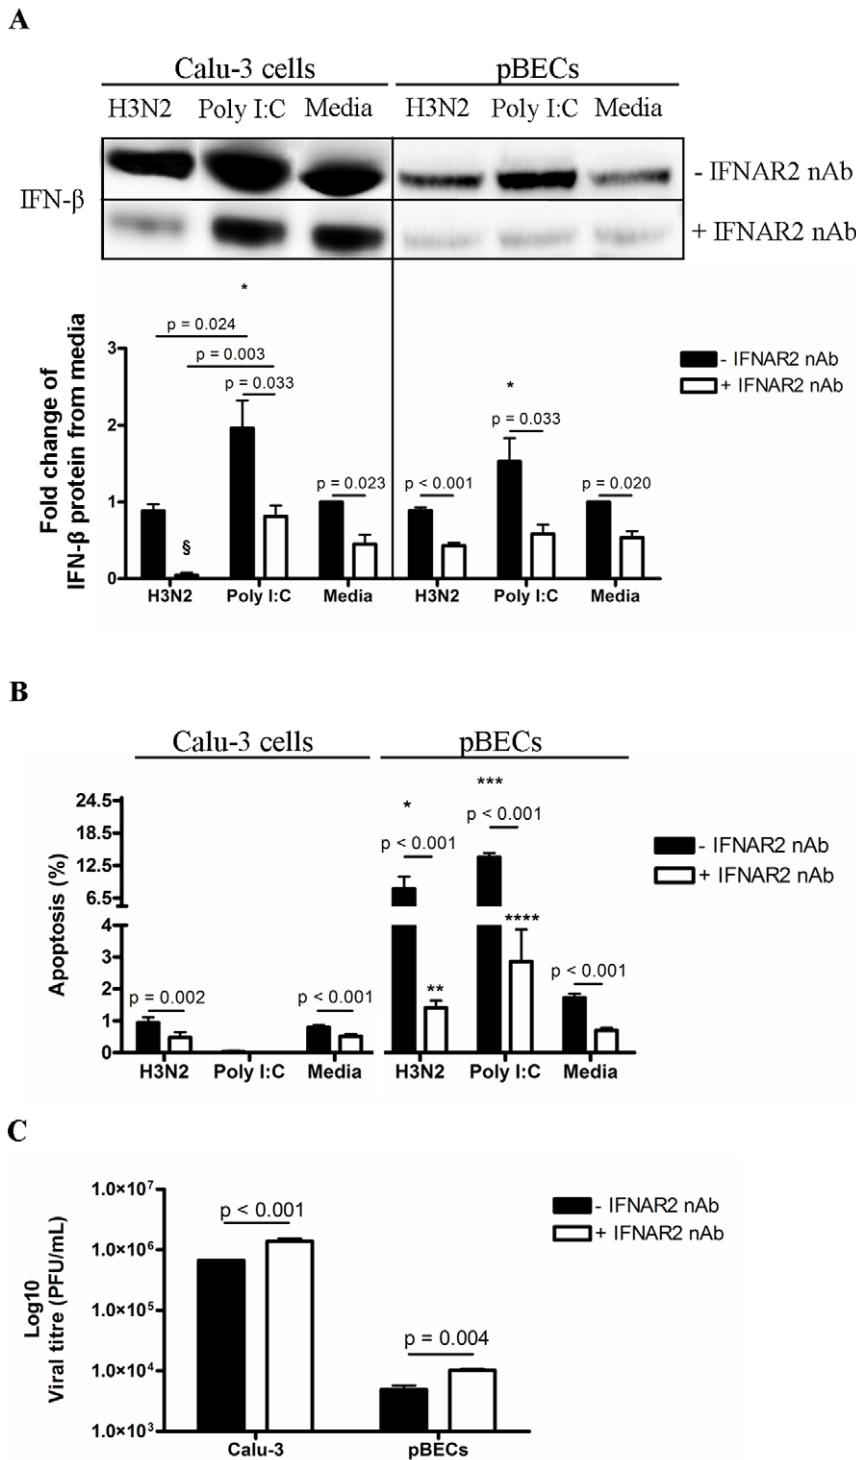 A
Calu-3 cells pBECs
H3N2 Poly I:C Media H3N2 Poly I:C Media
IFN-β
- IFNAR2 nAb
+ IFNAR2 nAb
Fold change of
IFN-β protein from media
3
2
1
0
*
p = 0.024
p = 0.003
p = 0.033
§
p = 0.023
p < 0.001
*
p = 0.033
p = 0.020
- IFNAR2 nAb
+ IFNAR2 nAb
H3N2 Poly I:C Media H3N2 Poly I:C Media
B
Calu-3 cells pBECs
Apoptosis (%)
24.5
18.5
12.5
6.5
4
3
2
1
0
p = 0.002
p < 0.001
*
p < 0.001
**
***
p < 0.001
****
p < 0.001
- IFNAR2 nAb
+ IFNAR2 nAb
H3N2 Poly I:C Media H3N2 Poly I:C Media
C
Log10
Viral titre (PFU/mL)
1.0×10⁷
1.0×10⁶
1.0×10⁵
1.0×10⁴
1.0×10³
p < 0.001
p = 0.004
- IFNAR2 nAb
+ IFNAR2 nAb
Calu-3 pBECs